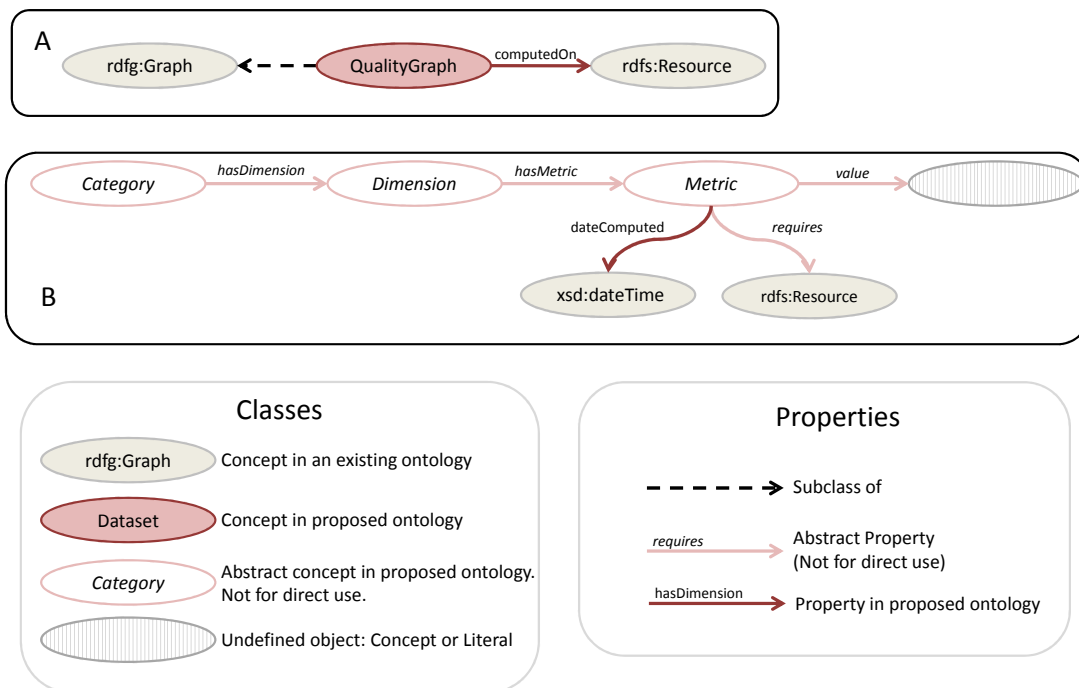 A
rdfg:Graph
QualityGraph
computedOn
rdfs:Resource
Category
hasDimension
Dimension
hasMetric
Metric
value
dateComputed
requires
xsd:dateTime
rdfs:Resource
B
Classes
rdfg:Graph
Concept in an existing ontology
Dataset
Concept in proposed ontology
Category
Abstract concept in proposed ontology.
Not for direct use.
Undefined object: Concept or Literal
Properties
Subclass of
requires
Abstract Property
(Not for direct use)
hasDimension
Property in proposed ontology